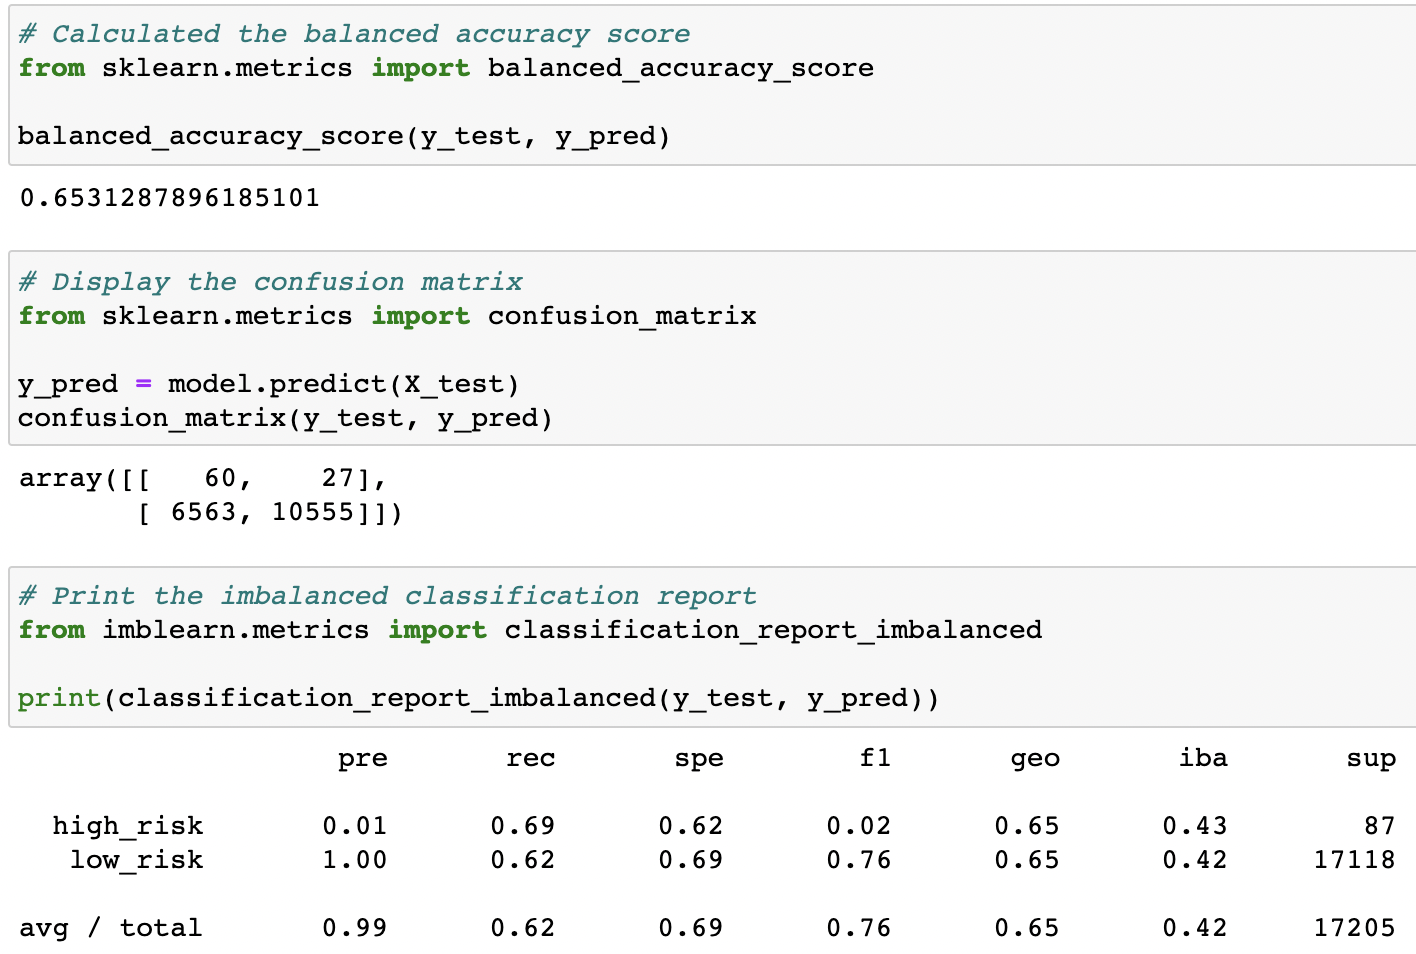 # Calculated the balanced accuracy score
from sklearn.metrics import balanced_accuracy_score
balanced_accuracy_score(y_test, y_pred)
0.6531287896185101
# Display the confusion matrix
from sklearn.metrics import confusion_matrix
y_pred = model.predict(X_test)
confusion_matrix(y_test, y_pred)
array([[   60,    27],
       [ 6563, 10555]])
# Print the imbalanced classification report
from imblearn.metrics import classification_report_imbalanced
print(classification_report_imbalanced(y_test, y_pred))
                   pre       rec       spe        f1       geo       iba       sup
  high_risk       0.01      0.69      0.62      0.02      0.65      0.43        87
   low_risk       1.00      0.62      0.69      0.76      0.65      0.42     17118
avg / total       0.99      0.62      0.69      0.76      0.65      0.42     17205